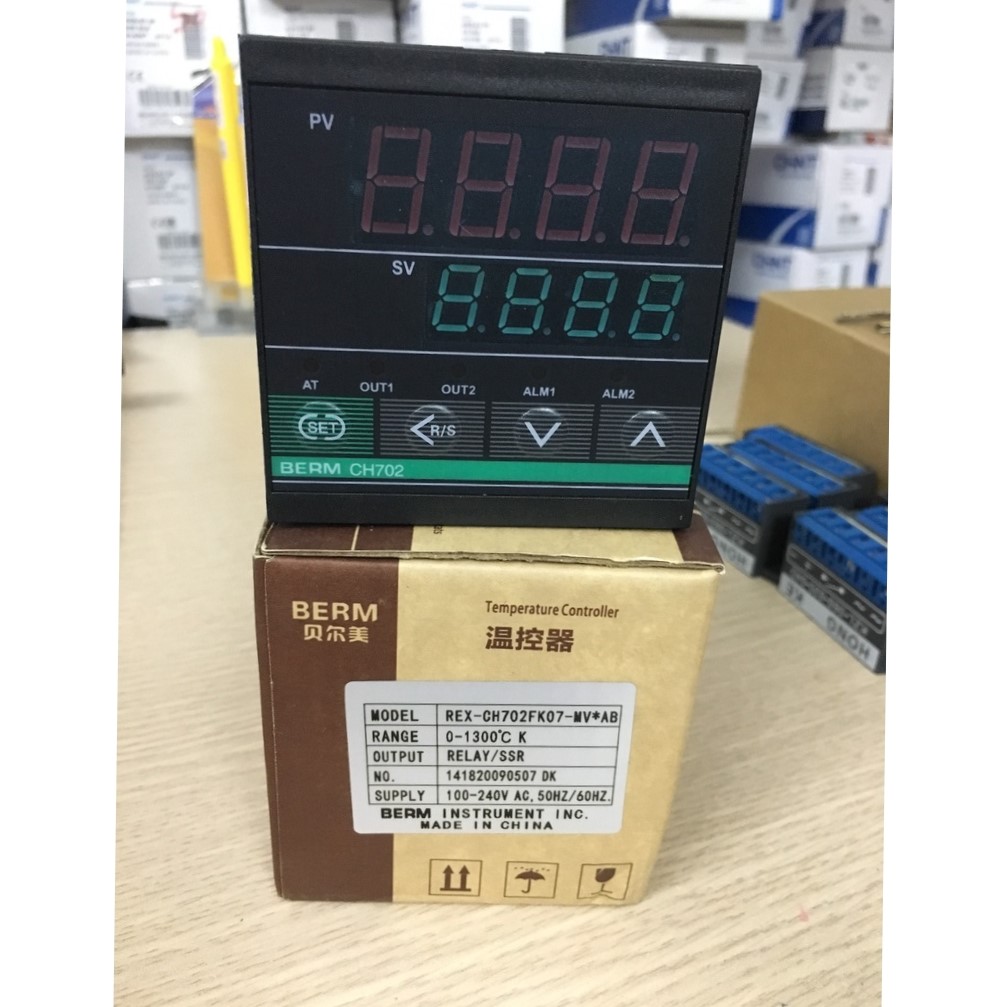 PV
SV
AT OUT1 OUT2 ALM1 ALM2
SET R/S
BERM CH702
BERM
贝尔美
Temperature Controller
温控器
MODEL REX-CH702FK07-MV*AB
RANGE 0-1300℃ K
OUTPUT RELAY/SSR
NO. 141820090507 DK
SUPPLY 100-240V AC, 50HZ/60HZ.
BERM INSTRUMENT INC.
MADE IN CHINA
HONG